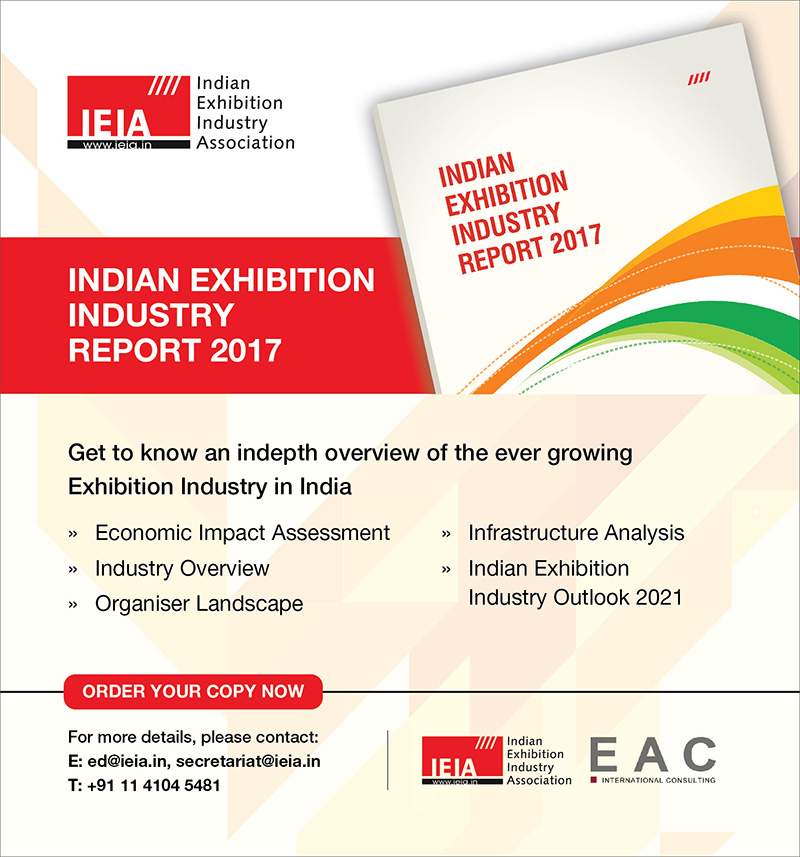 IEIA
www.ieia.in
Indian
Exhibition
Industry
Association
INDIAN
EXHIBITION
INDUSTRY
REPORT 2017
INDIAN EXHIBITION
INDUSTRY
REPORT 2017
Get to know an indepth overview of the ever growing
Exhibition Industry in India
» Economic Impact Assessment
» Industry Overview
» Organiser Landscape
» Infrastructure Analysis
» Indian Exhibition
Industry Outlook 2021
ORDER YOUR COPY NOW
For more details, please contact:
E: ed@ieia.in, secretariat@ieia.in
T: +91 11 4104 5481
IEIA
www.ieia.in
Indian
Exhibition
Industry
Association
EAC
INTERNATIONAL CONSULTING